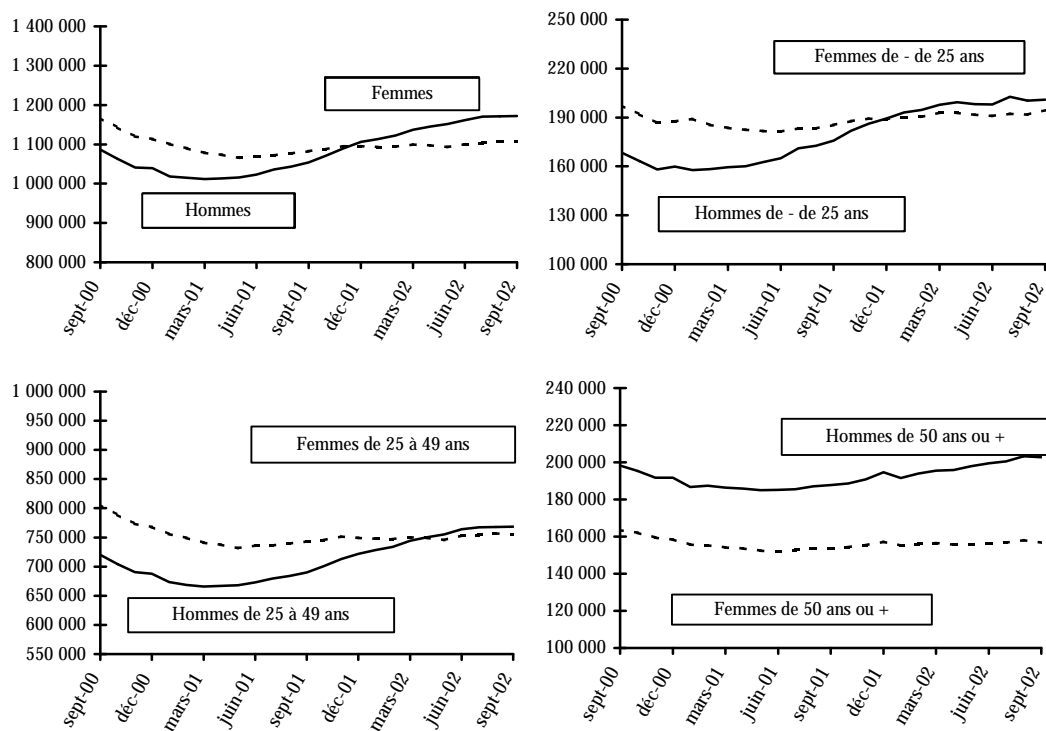 1 400 000
1 300 000
1 200 000
1 100 000
1 000 000
900 000
800 000
Femmes
Hommes
sept-00
déc-00
mars-01
juin-01
sept-01
déc-01
mars-02
juin-02
sept-02
250 000
220 000
190 000
160 000
130 000
100 000
Femmes de - de 25 ans
Hommes de - de 25 ans
sept-00
déc-00
mars-01
juin-01
sept-01
déc-01
mars-02
juin-02
sept-02
1 000 000
950 000
900 000
850 000
800 000
750 000
700 000
650 000
600 000
550 000
Femmes de 25 à 49 ans
Hommes de 25 à 49 ans
sept-00
déc-00
mars-01
juin-01
sept-01
déc-01
mars-02
juin-02
sept-02
240 000
220 000
200 000
180 000
160 000
140 000
120 000
100 000
Hommes de 50 ans ou +
Femmes de 50 ans ou +
sept-00
déc-00
mars-01
juin-01
sept-01
déc-01
mars-02
juin-02
sept-02